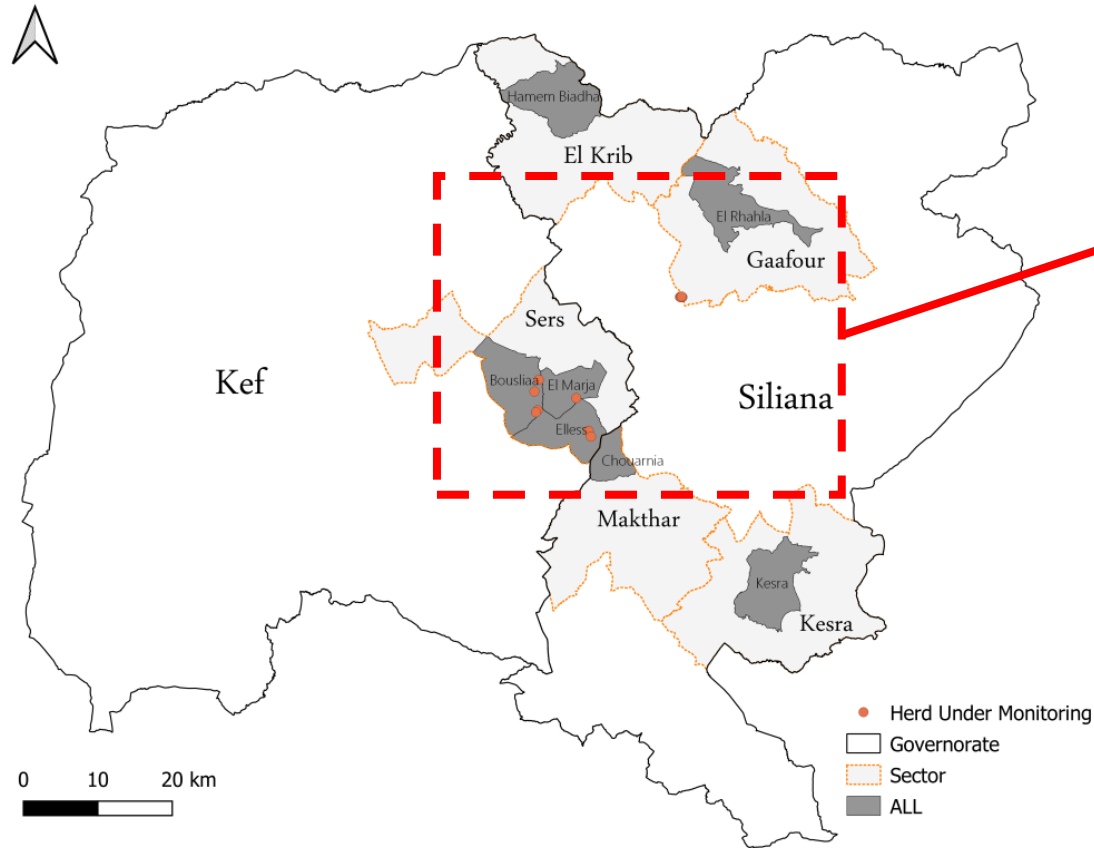 Hamem Biadha
El Krib
El Rhahla
Gaafour
Sers
Kef
Bousliaa
El Marja
Siliana
Elless
Chouarnia
Makthar
Kesra
Kesra
Herd Under Monitoring
Governorate
Sector
ALL
0 10 20 km